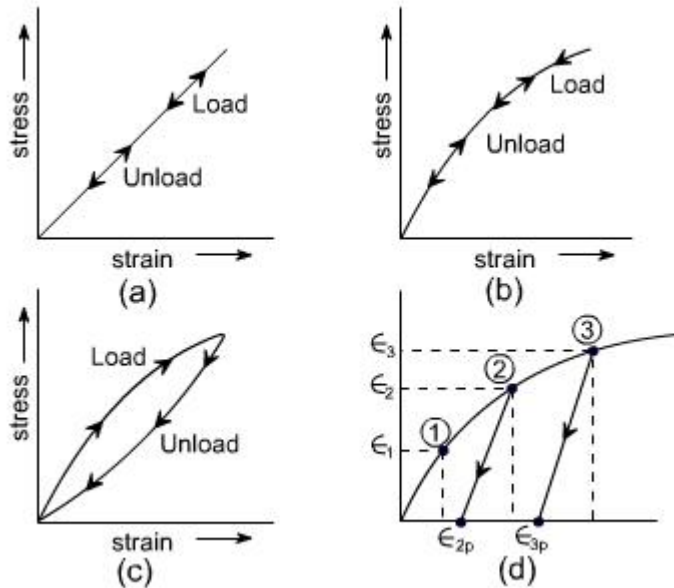 stress
Load
Unload
strain
(a)
stress
Load
Unload
strain
(b)
stress
Load
Unload
strain
(c)
∈3
∈2
∈1
1
2
3
∈2p
∈3p
(d)